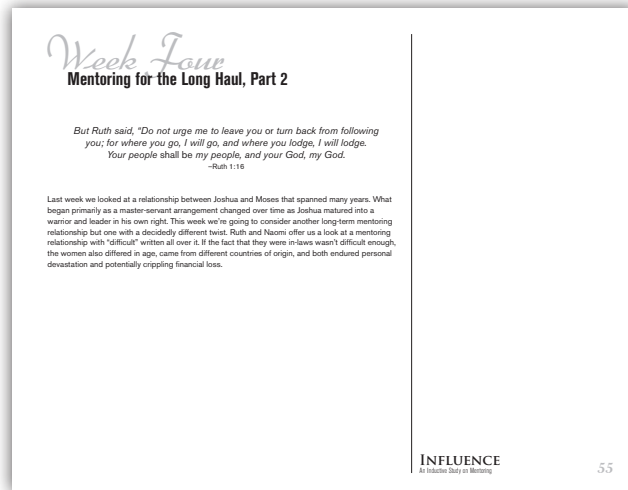 Week Four
Mentoring for the Long Haul, Part 2
But Ruth said, “Do not urge me to leave you or turn back from following
you; for where you go, I will go, and where you lodge, I will lodge.
Your people shall be my people, and your God, my God.
–Ruth 1:16
Last week we looked at a relationship between Joshua and Moses that spanned many years. What
began primarily as a master-servant arrangement changed over time as Joshua matured into a
warrior and leader in his own right. This week we’re going to consider another long-term mentoring
relationship but one with a decidedly different twist. Ruth and Naomi offer us a look at a mentoring
relationship with “difficult” written all over it. If the fact that they were in-laws wasn’t difficult enough,
the women also differed in age, came from different countries of origin, and both endured personal
devastation and potentially crippling financial loss.
INFLUENCE
An Inductive Study on Mentoring
55